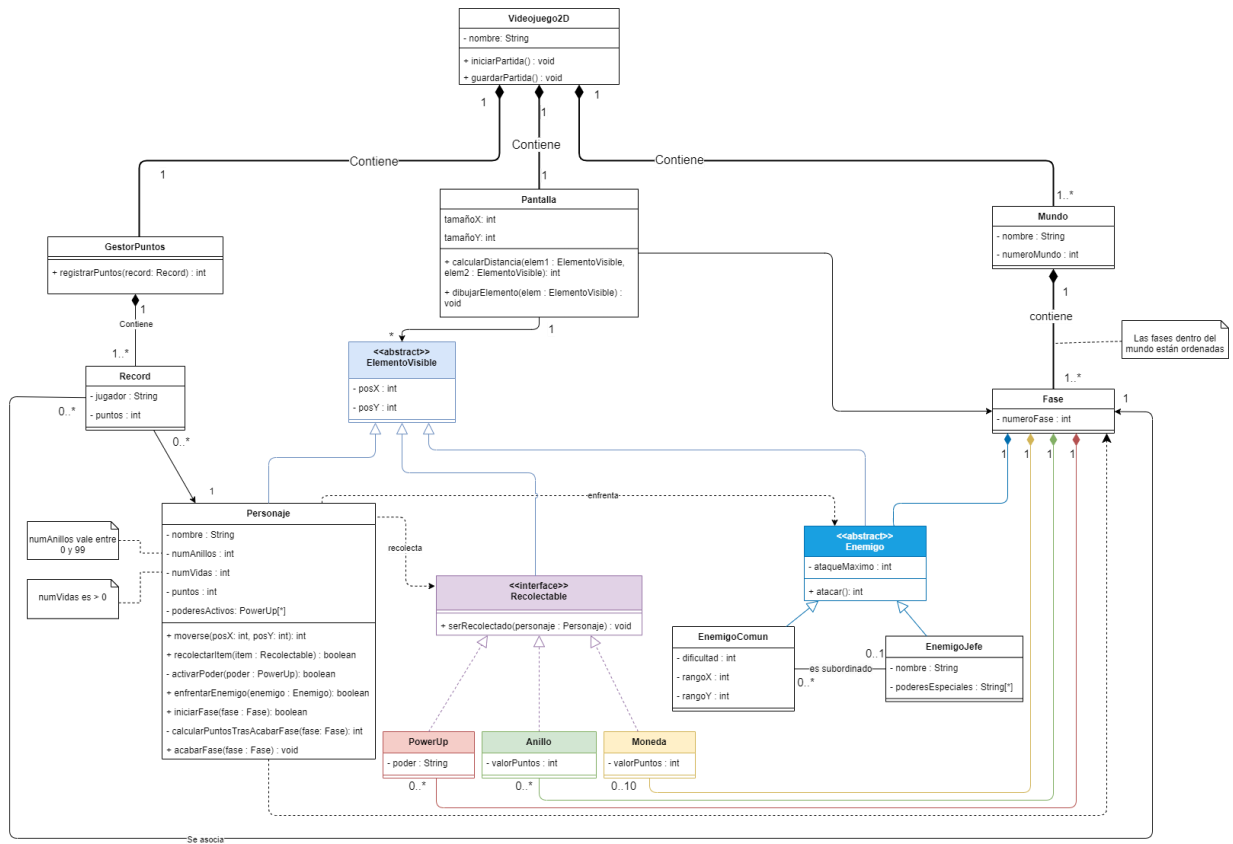 Videojuego2D
- nombre: String
+ iniciarPartida() : void
+ guardarPartida() : void
1
1
1
Contiene
Contiene
Contiene
1
1
1..*
GestorPuntos
+ registrarPuntos(record: Record) : int
1
Contiene
1..*
Pantalla
tamañoX: int
tamañoY: int
+ calcularDistancia(elem1 : ElementoVisible,
elem2 : ElementoVisible): int
+ dibujarElemento(elem : ElementoVisible) :
void
1
*
Mundo
- nombre : String
- numeroMundo : int
1
contiene
1..*
Las fases dentro del
mundo están ordenadas
<<abstract>>
ElementoVisible
- posX : int
- posY : int
Record
- jugador : String
- puntos : int
0..*
0..*
1
Fase
- numeroFase : int
1
1
1
1
1
Personaje
- nombre : String
- numAnillos : int
- numVidas : int
- puntos : int
- poderesActivos: PowerUp[*]
+ moverse(posX: int, posY: int): int
+ recolectarItem(item : Recolectable) : boolean
- activarPoder(poder : PowerUp): boolean
+ enfrentarEnemigo(enemigo : Enemigo): boolean
+ iniciarFase(fase : Fase): boolean
- calcularPuntosTrasAcabarFase(fase: Fase): int
+ acabarFase(fase : Fase) : void
numAnillos vale entre
0 y 99
numVidas es > 0
enfrenta
recolecta
<<interface>>
Recolectable
+ serRecolectado(personaje : Personaje) : void
<<abstract>>
Enemigo
- ataqueMaximo : int
+ atacar(): int
EnemigoComun
- dificultad : int
- rangoX : int
- rangoY : int
0..1
es subordinado
0..*
EnemigoJefe
- nombre : String
- poderesEspeciales : String[*]
PowerUp
- poder : String
0..*
Anillo
- valorPuntos : int
0..*
Moneda
- valorPuntos : int
0..10
Se asocia